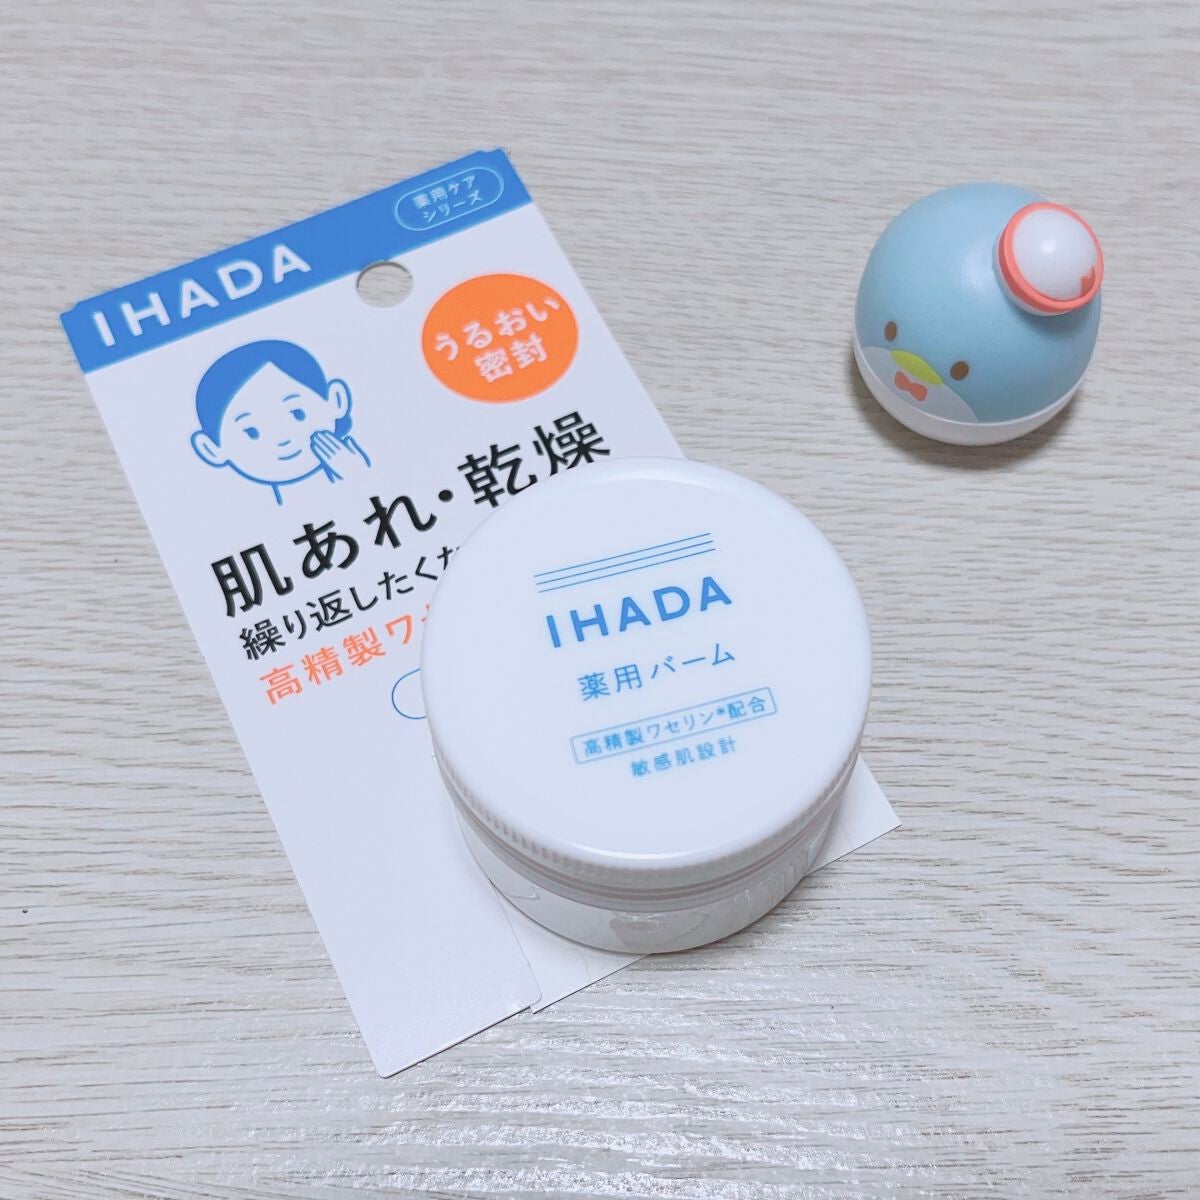 薬用ケア
シリーズ
IHADA
うるおい
密封
肌あれ・乾燥
繰り返したくな
高精製ワセ
IHADA
薬用バーム
高精製ワセリン*配合
敏感肌設計